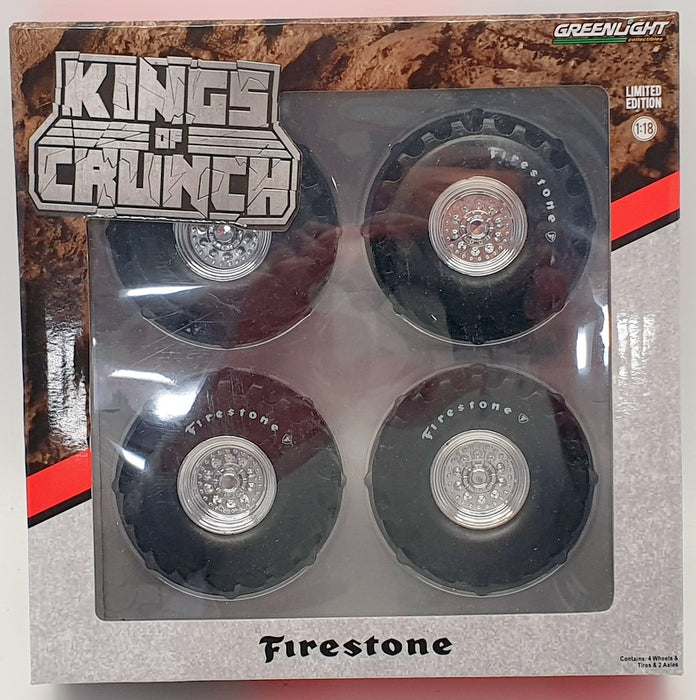 GREENLIGHT
collectibles
KINGS
OF
CRUNCH
LIMITED
EDITION
1:18
Firestone
Firestone
Firestone
Firestone
Contains: 4 Wheels &
Tires & 2 Axles